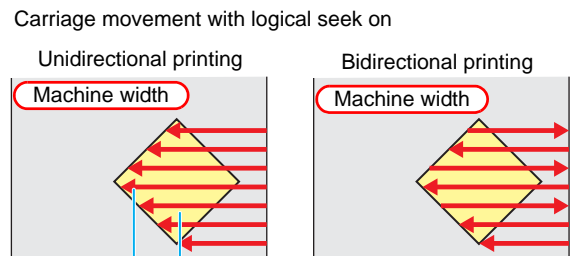 Carriage movement with logical seek on
Unidirectional printing
Bidirectional printing
Machine width
Machine width